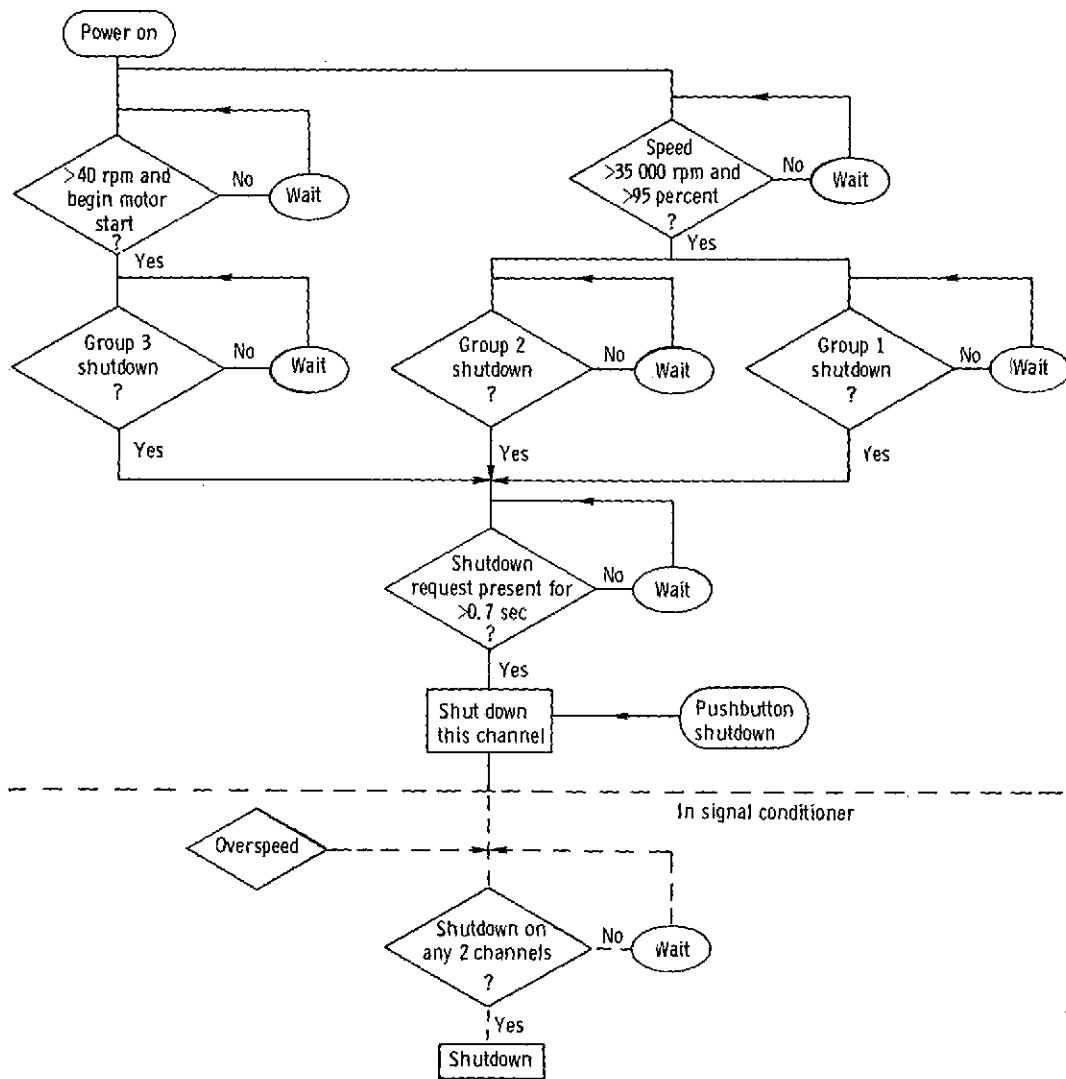 Power on
>40 rpm and
begin motor
start
?
No
Wait
Yes
Speed
>35 000 rpm and
>95 percent
?
No
Wait
Yes
Group 3
shutdown
?
No
Wait
Yes
Group 2
shutdown
?
No
Wait
Yes
Group 1
shutdown
?
No
Wait
Yes
Shutdown
request present for
>0.7 sec
?
No
Wait
Yes
Shut down
this channel
Pushbutton
shutdown
In signal conditioner
Overspeed
Shutdown on
any 2 channels
?
No
Wait
Yes
Shutdown